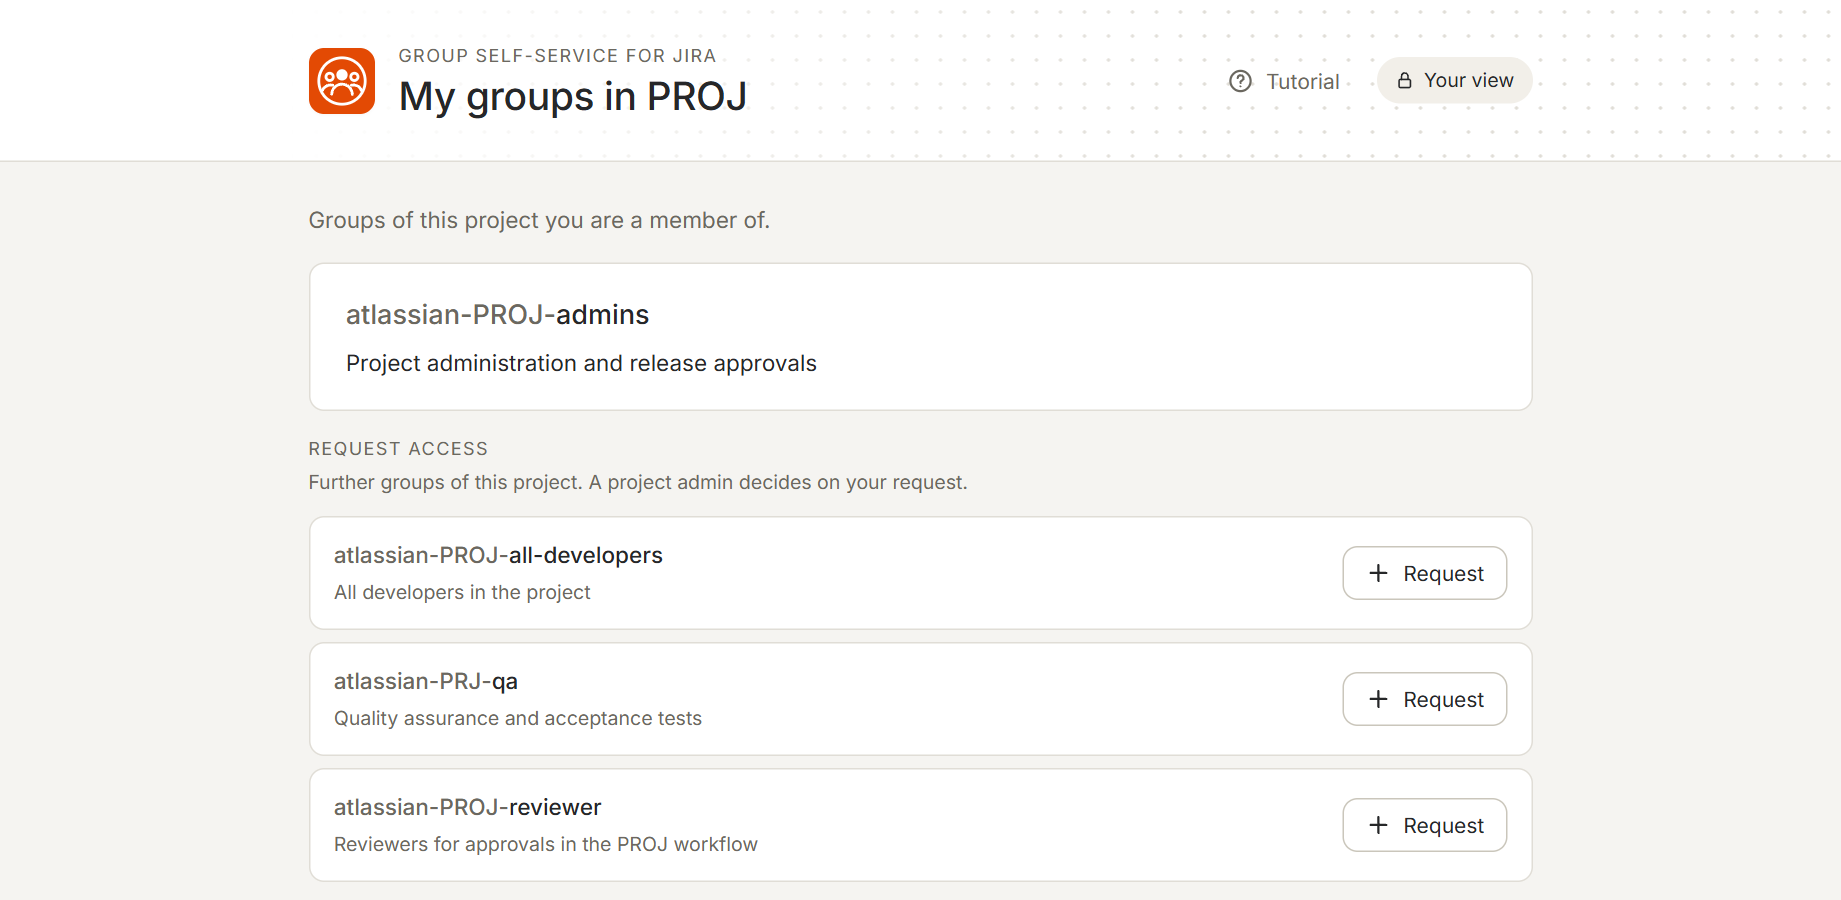 GROUP SELF-SERVICE FOR JIRA
My groups in PROJ
Tutorial
Your view
Groups of this project you are a member of.
atlassian-PROJ-admins
Project administration and release approvals
REQUEST ACCESS
Further groups of this project. A project admin decides on your request.
atlassian-PROJ-all-developers
All developers in the project
Request
atlassian-PRJ-qa
Quality assurance and acceptance tests
Request
atlassian-PROJ-reviewer
Reviewers for approvals in the PROJ workflow
Request